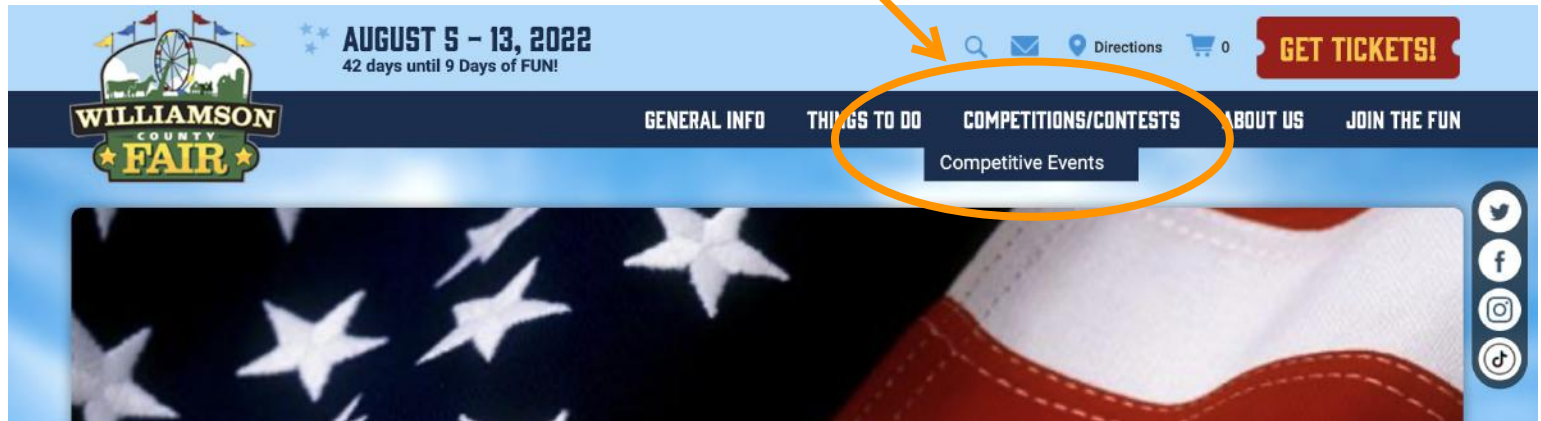 WILLIAMSON
COUNTY
FAIR
AUGUST 5 - 13, 2022
42 days until 9 Days of FUN!
Directions
0
GET TICKETS!
GENERAL INFO
THINGS TO DO
COMPETITIONS/CONTESTS
ABOUT US
JOIN THE FUN
Competitive Events